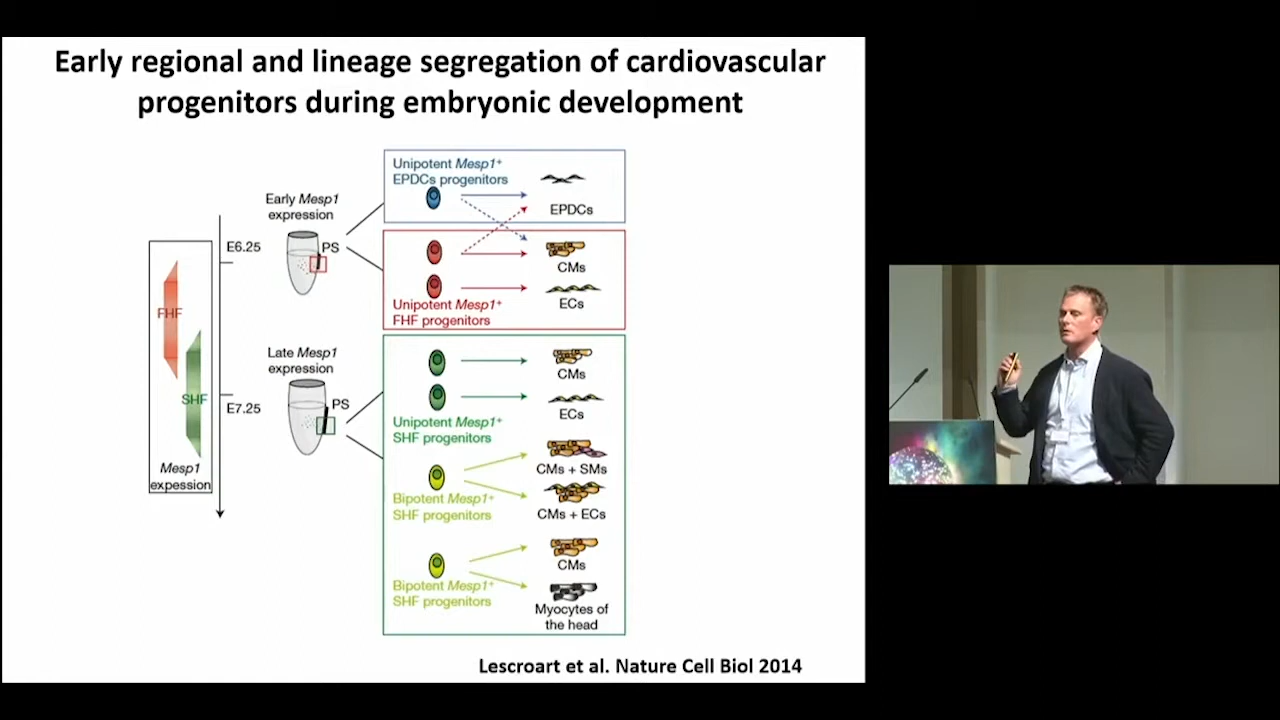 Early regional and lineage segregation of cardiovascular
progenitors during embryonic development
Unipotent Mesp1+
EPDCs progenitors
EPDCs
Early Mesp1
expression
E6.25
PS
CMs
ECs
Unipotent Mesp1+
FHF progenitors
FHF
Late Mesp1
expression
SHF
E7.25
PS
CMs
ECs
Unipotent Mesp1+
SHF progenitors
Mesp1
expession
CMs + SMs
Bipotent Mesp1+
SHF progenitors
CMs + ECs
CMs
Bipotent Mesp1+
SHF progenitors
Myocytes of
the head
Lescroart et al. Nature Cell Biol 2014